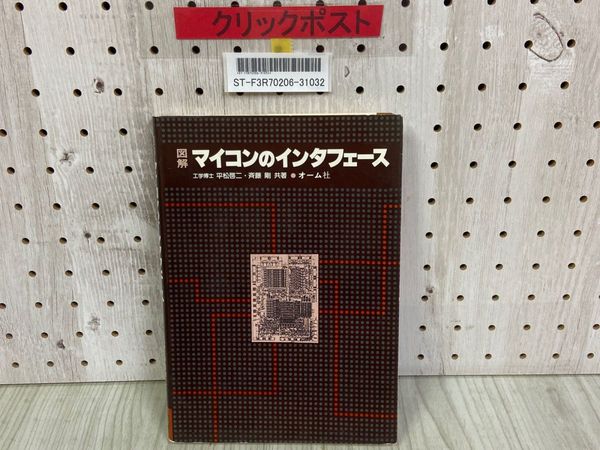 クリックポスト
ST-F3R70206-31032
図解 マイコンのインタフェース
工学博士 平松啓二・斉藤 剛 共著 ● オーム社